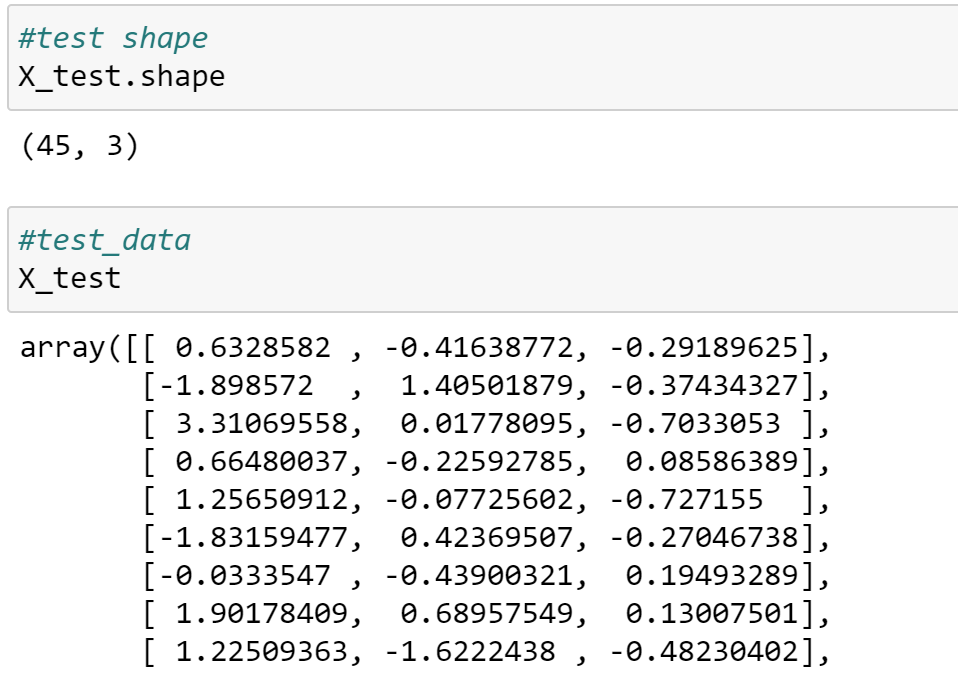 #test shape
X_test.shape
(45, 3)
#test_data
X_test
array([[ 0.6328582 , -0.41638772, -0.29189625],
[-1.898572  ,  1.40501879, -0.37434327],
[ 3.31069558,  0.01778095, -0.7033053 ],
[ 0.66480037, -0.22592785,  0.08586389],
[ 1.25650912, -0.07725602, -0.727155  ],
[-1.83159477,  0.42369507, -0.27046738],
[-0.0333547 , -0.43900321,  0.19493289],
[ 1.90178409,  0.68957549,  0.13007501],
[ 1.22509363, -1.6222438 , -0.48230402],